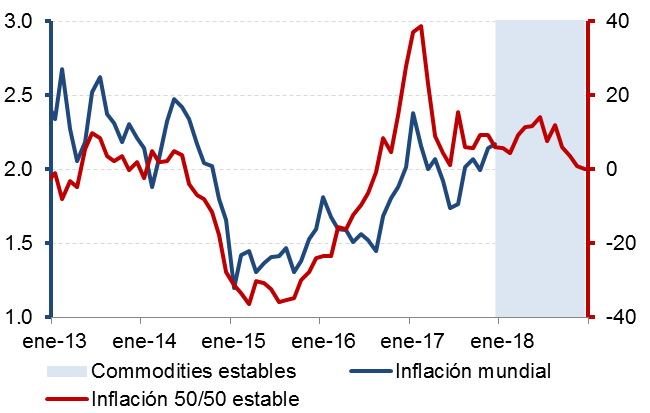 3.0 40
2.5 20
2.0 0
1.5 -20
1.0 -40
ene-13 ene-14 ene-15 ene-16 ene-17 ene-18
Commodities estables Inflación mundial
Inflación 50/50 estable